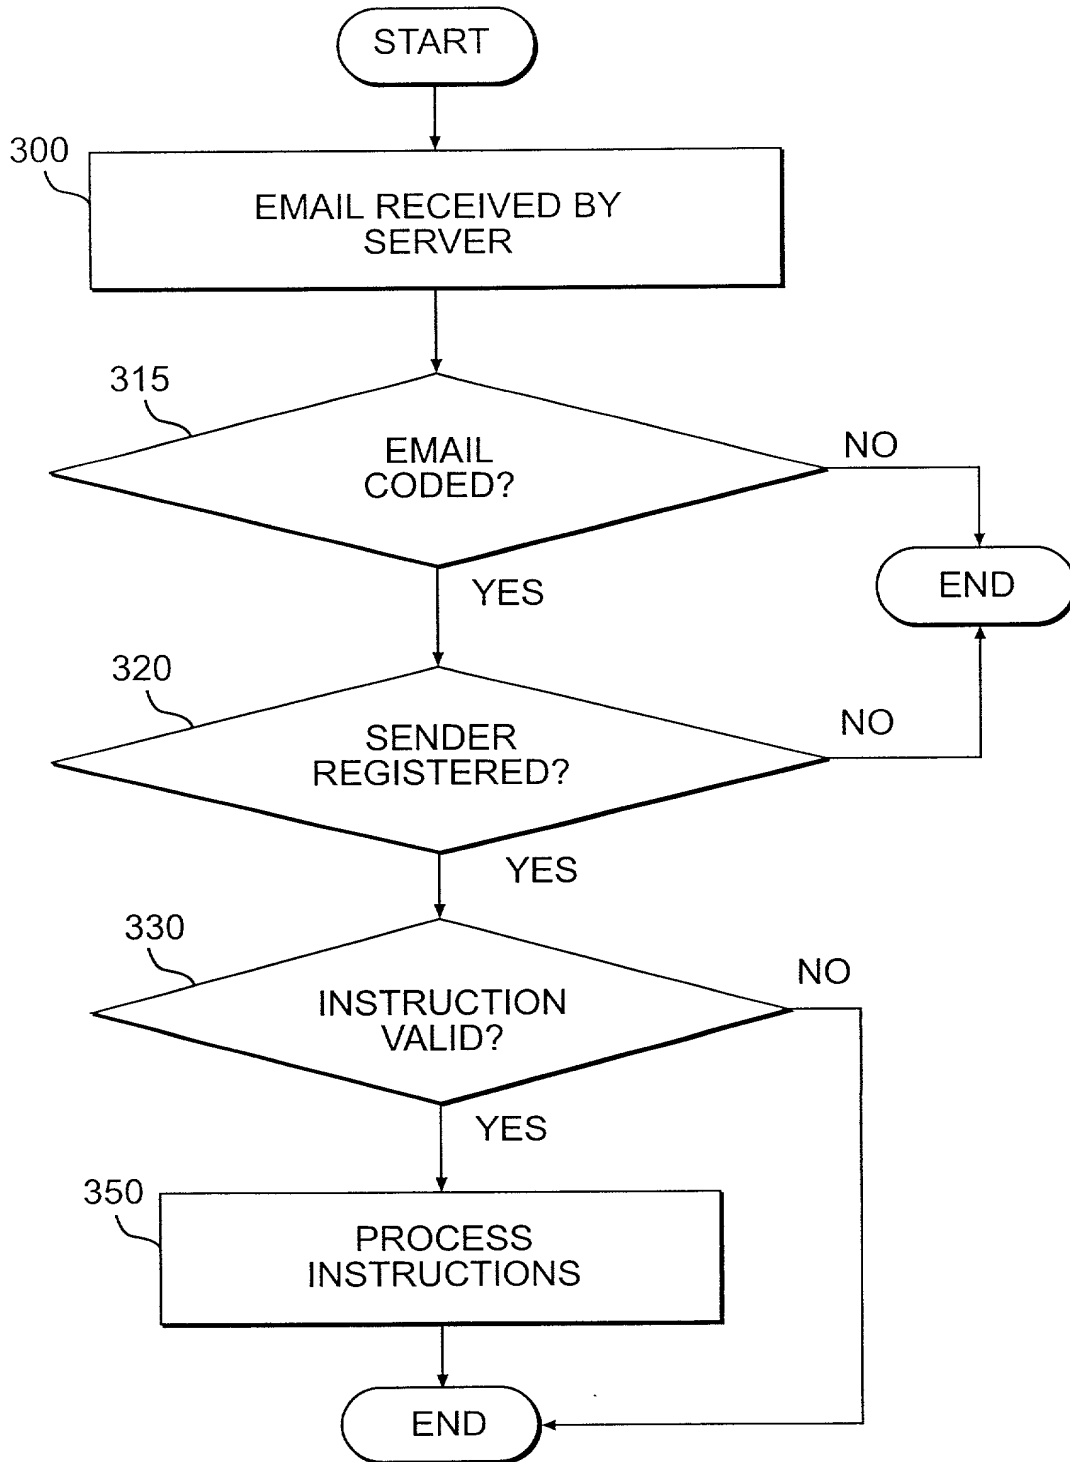 START
300
EMAIL RECEIVED BY
SERVER
315
EMAIL
CODED?
NO
END
YES
320
SENDER
REGISTERED?
NO
YES
330
INSTRUCTION
VALID?
NO
YES
350
PROCESS
INSTRUCTIONS
END